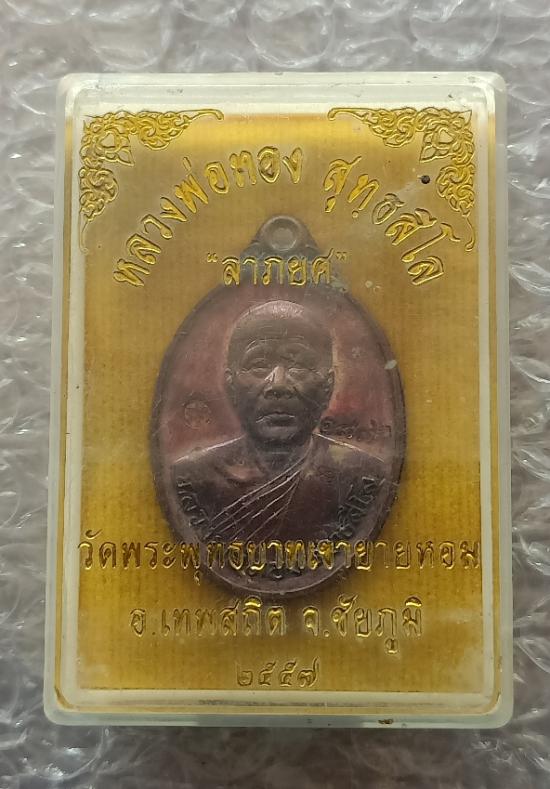 หลวงพ่อทอง สุทฺธสีโล
"ลาภยศ"
วัดพระพุทธบาทเขายายหอม
อ.เทพสถิต จ.ชัยภูมิ
๒๕๕๗